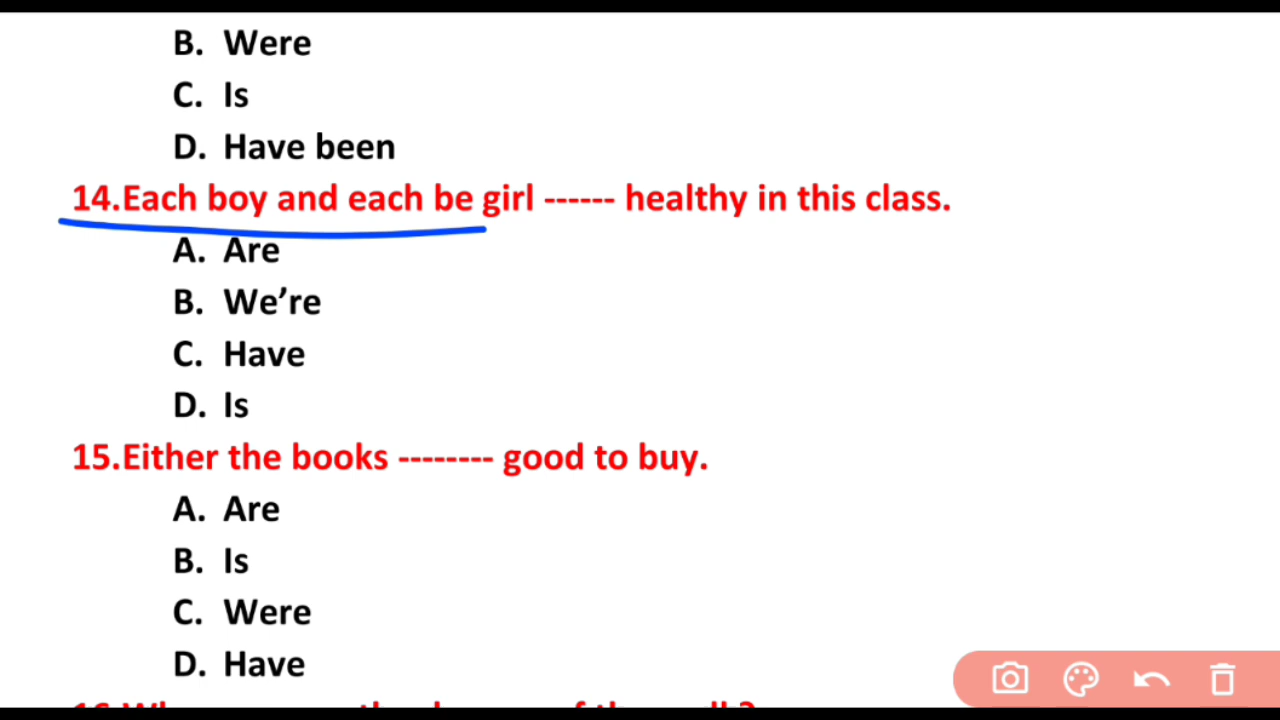 B. Were
C. Is
D. Have been
14.Each boy and each be girl ------ healthy in this class.
A. Are
B. We’re
C. Have
D. Is
15.Either the books -------- good to buy.
A. Are
B. Is
C. Were
D. Have